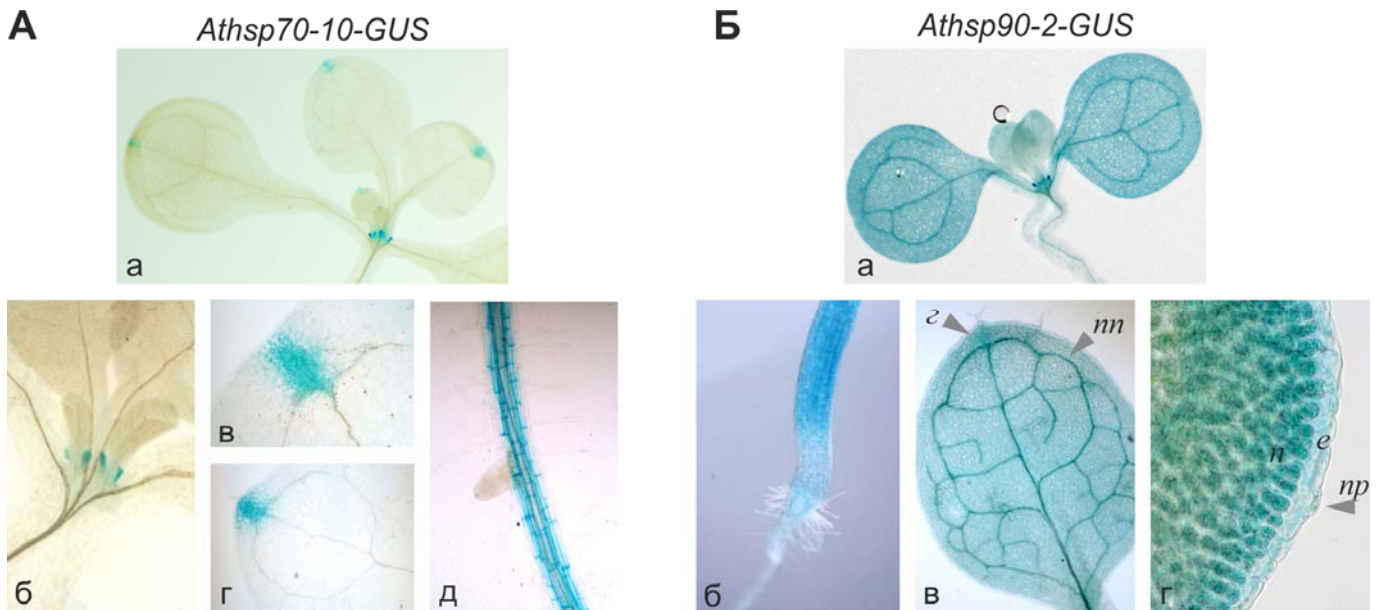 А
Athsp70-10-GUS
а
б
в
г
д
Б
Athsp90-2-GUS
а
б
в
г
пп
г
п
е
пр